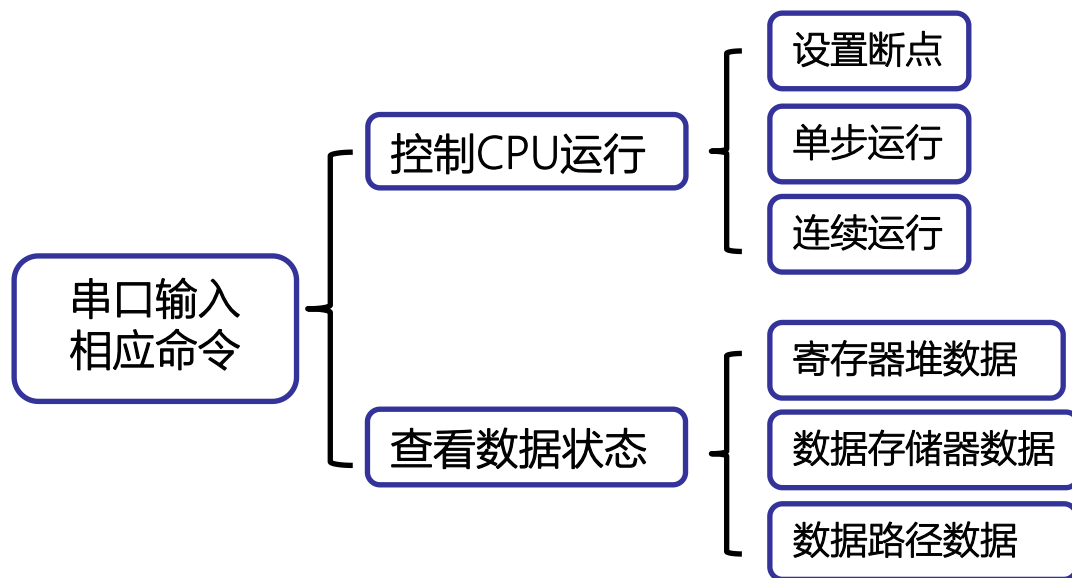 串口输入
相应命令
控制CPU运行
设置断点
单步运行
连续运行
查看数据状态
寄存器堆数据
数据存储器数据
数据路径数据